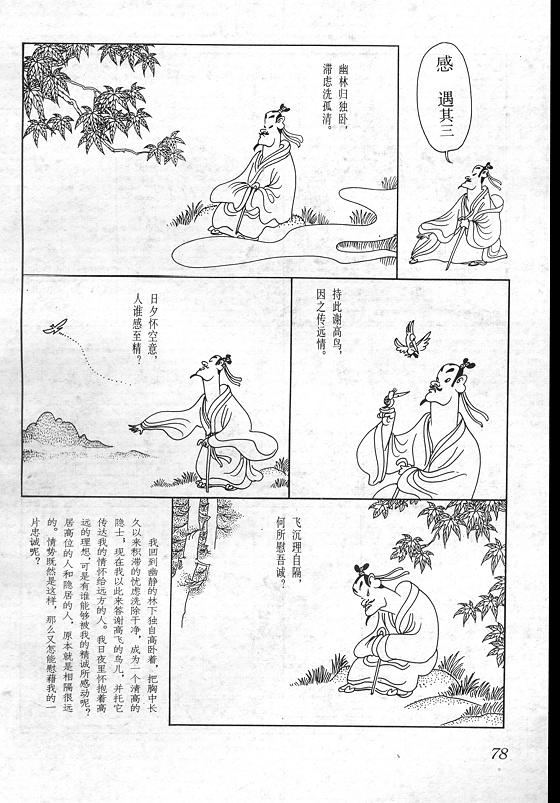 感遇其三
幽林归独卧，
滞虑洗孤清。
持此谢高鸟，
因之传远情。
日夕怀空意，
人谁感至精？
飞沉理自隔，
何所慰吾诚？
我回到幽静的林下独自高卧着，把胸中长
久以来积滞的忧虑洗除干净，成为一个清高的
隐士，现在我以此来答谢高飞的鸟儿，并托它
传达我的情怀给远方的人。我日夜里怀抱着高
远的理想，可是有谁能够被我的精诚所感动呢？
居高位的人和隐居的人，原本就是相隔很远
的。情势既然是这样，那么又怎能慰藉我的一
片忠诚呢？
78